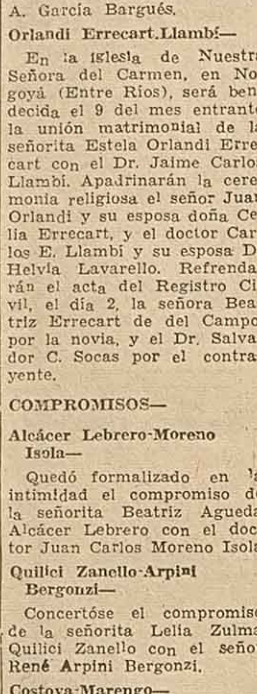 A. García Bargués.
Orlandi Errecart-Llambí—
En la iglesia de Nuestra
Señora del Carmen, en No
goyá (Entre Ríos), será ben
decida el 9 del mes entrante
la unión matrimonial de la
señorita Estela Orlandi Erre
cart con el Dr. Jaime Carlos
Llambí. Apadrinarán la cere
monia religiosa el señor Juan
Orlandi y su esposa doña Ce
lia Errecart, y el doctor Car
los E. Llambí y su esposa D.
Helvia Lavarello. Refrenda
rán el acta del Registro Ci
vil, el día 2, la señora Bea
triz Errecart de del Campo
por la novia, y el Dr. Salva
dor C. Socas por el contra
yente.
COMPROMISOS—
Alcácer Lebrero-Moreno
Isola—
Quedó formalizado en la
intimidad el compromiso de
la señorita Beatriz Agueda
Alcácer Lebrero con el doc
tor Juan Carlos Moreno Isola
Quilici Zanello-Arpini
Bergonzi—
Concertóse el compromiso
de la señorita Lelia Zulma
Quilici Zanello con el señor
René Arpini Bergonzi.
Costoya-Marengo—